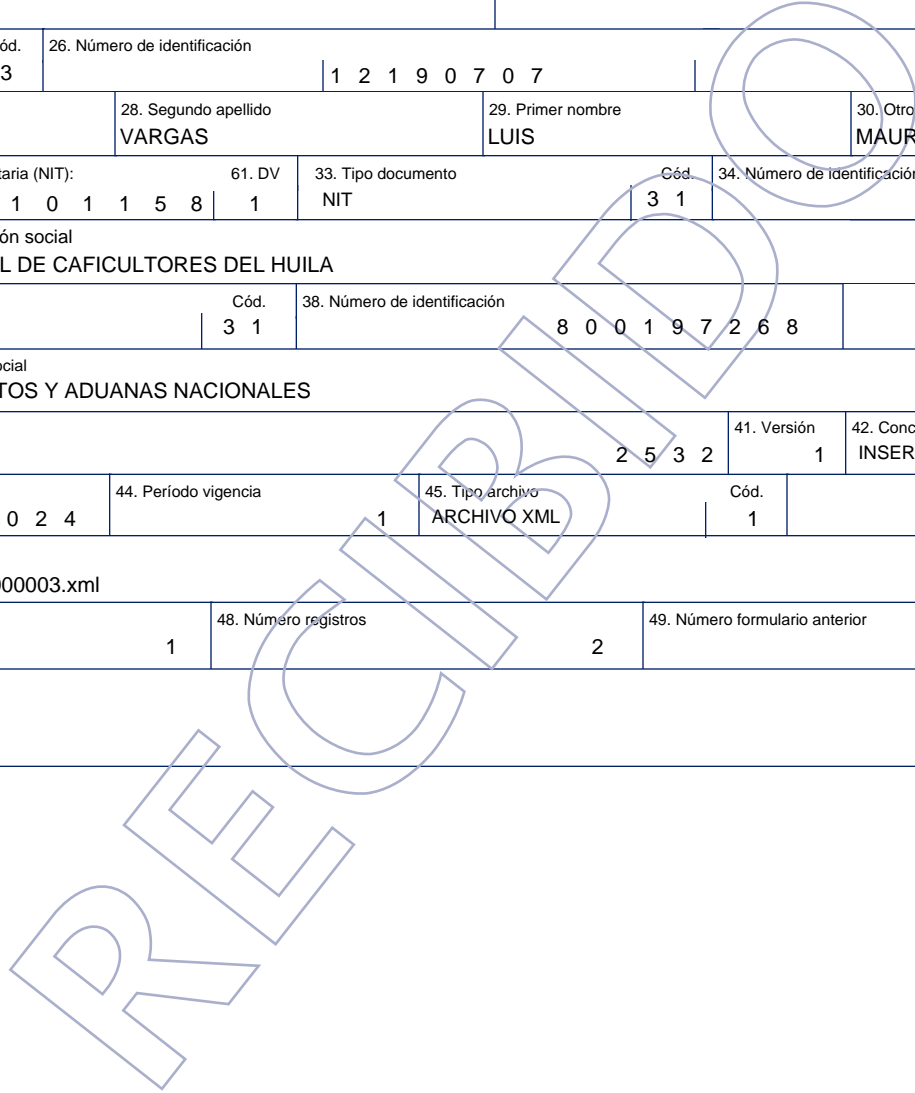 ód. 26. Número de identificación
3 1 2 1 9 0 7 0 7
28. Segundo apellido 29. Primer nombre 30. Otro
VARGAS LUIS MAUR
taria (NIT): 61. DV 33. Tipo documento Cód. 34. Número de identificación
1 0 1 1 5 8 1 NIT 3 1
ón social
L DE CAFICULTORES DEL HUILA
Cód. 38. Número de identificación
3 1 8 0 0 1 9 7 2 6 8
ocial
TOS Y ADUANAS NACIONALES
41. Versión 42. Conc
2 5 3 2 1 INSER
44. Período vigencia 45. Tipo archivo Cód.
0 2 4 1 ARCHIVO XML 1
000003.xml
48. Número registros 49. Número formulario anterior
1 2
RECIBIDO